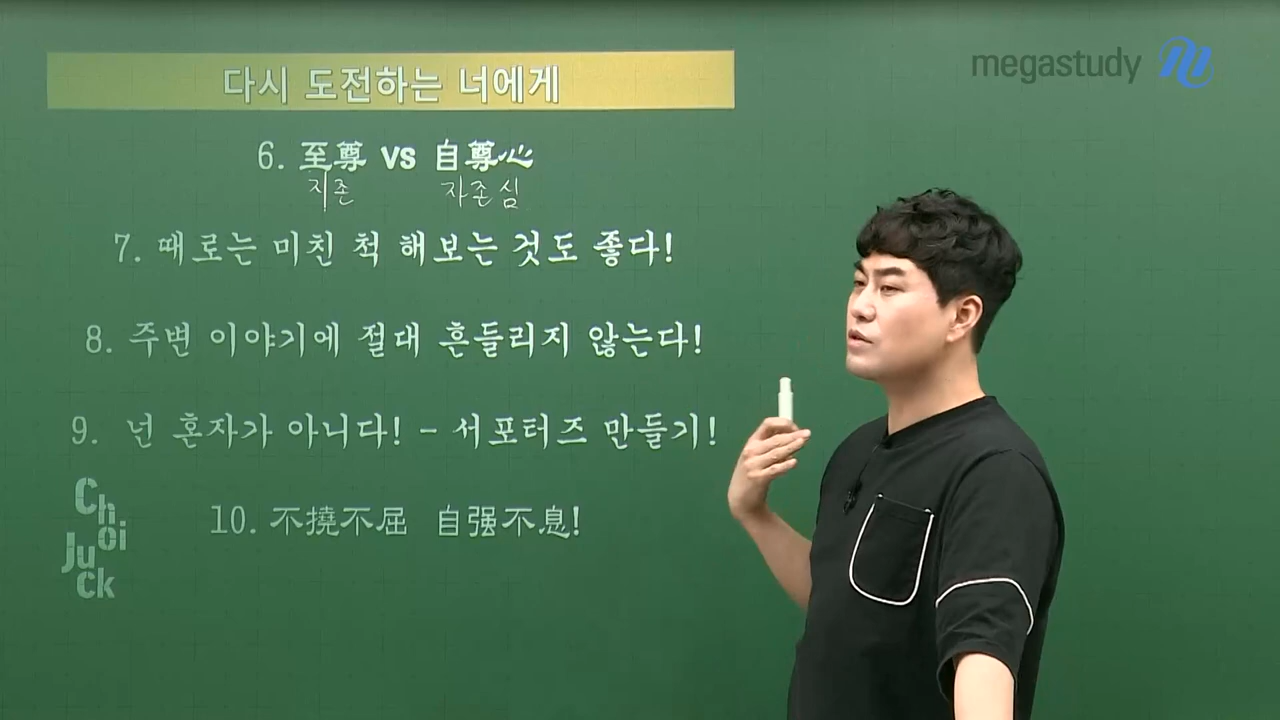 다시 도전하는 너에게
megastudy
6. 至尊 vs 自尊心
지존 자존심
7. 때로는 미친 척 해보는 것도 좋다!
8. 주변 이야기에 절대 흔들리지 않는다!
9. 넌 혼자가 아니다! - 서포터즈 만들기!
10. 不撓不屈 自强不息!
Choi
Juck